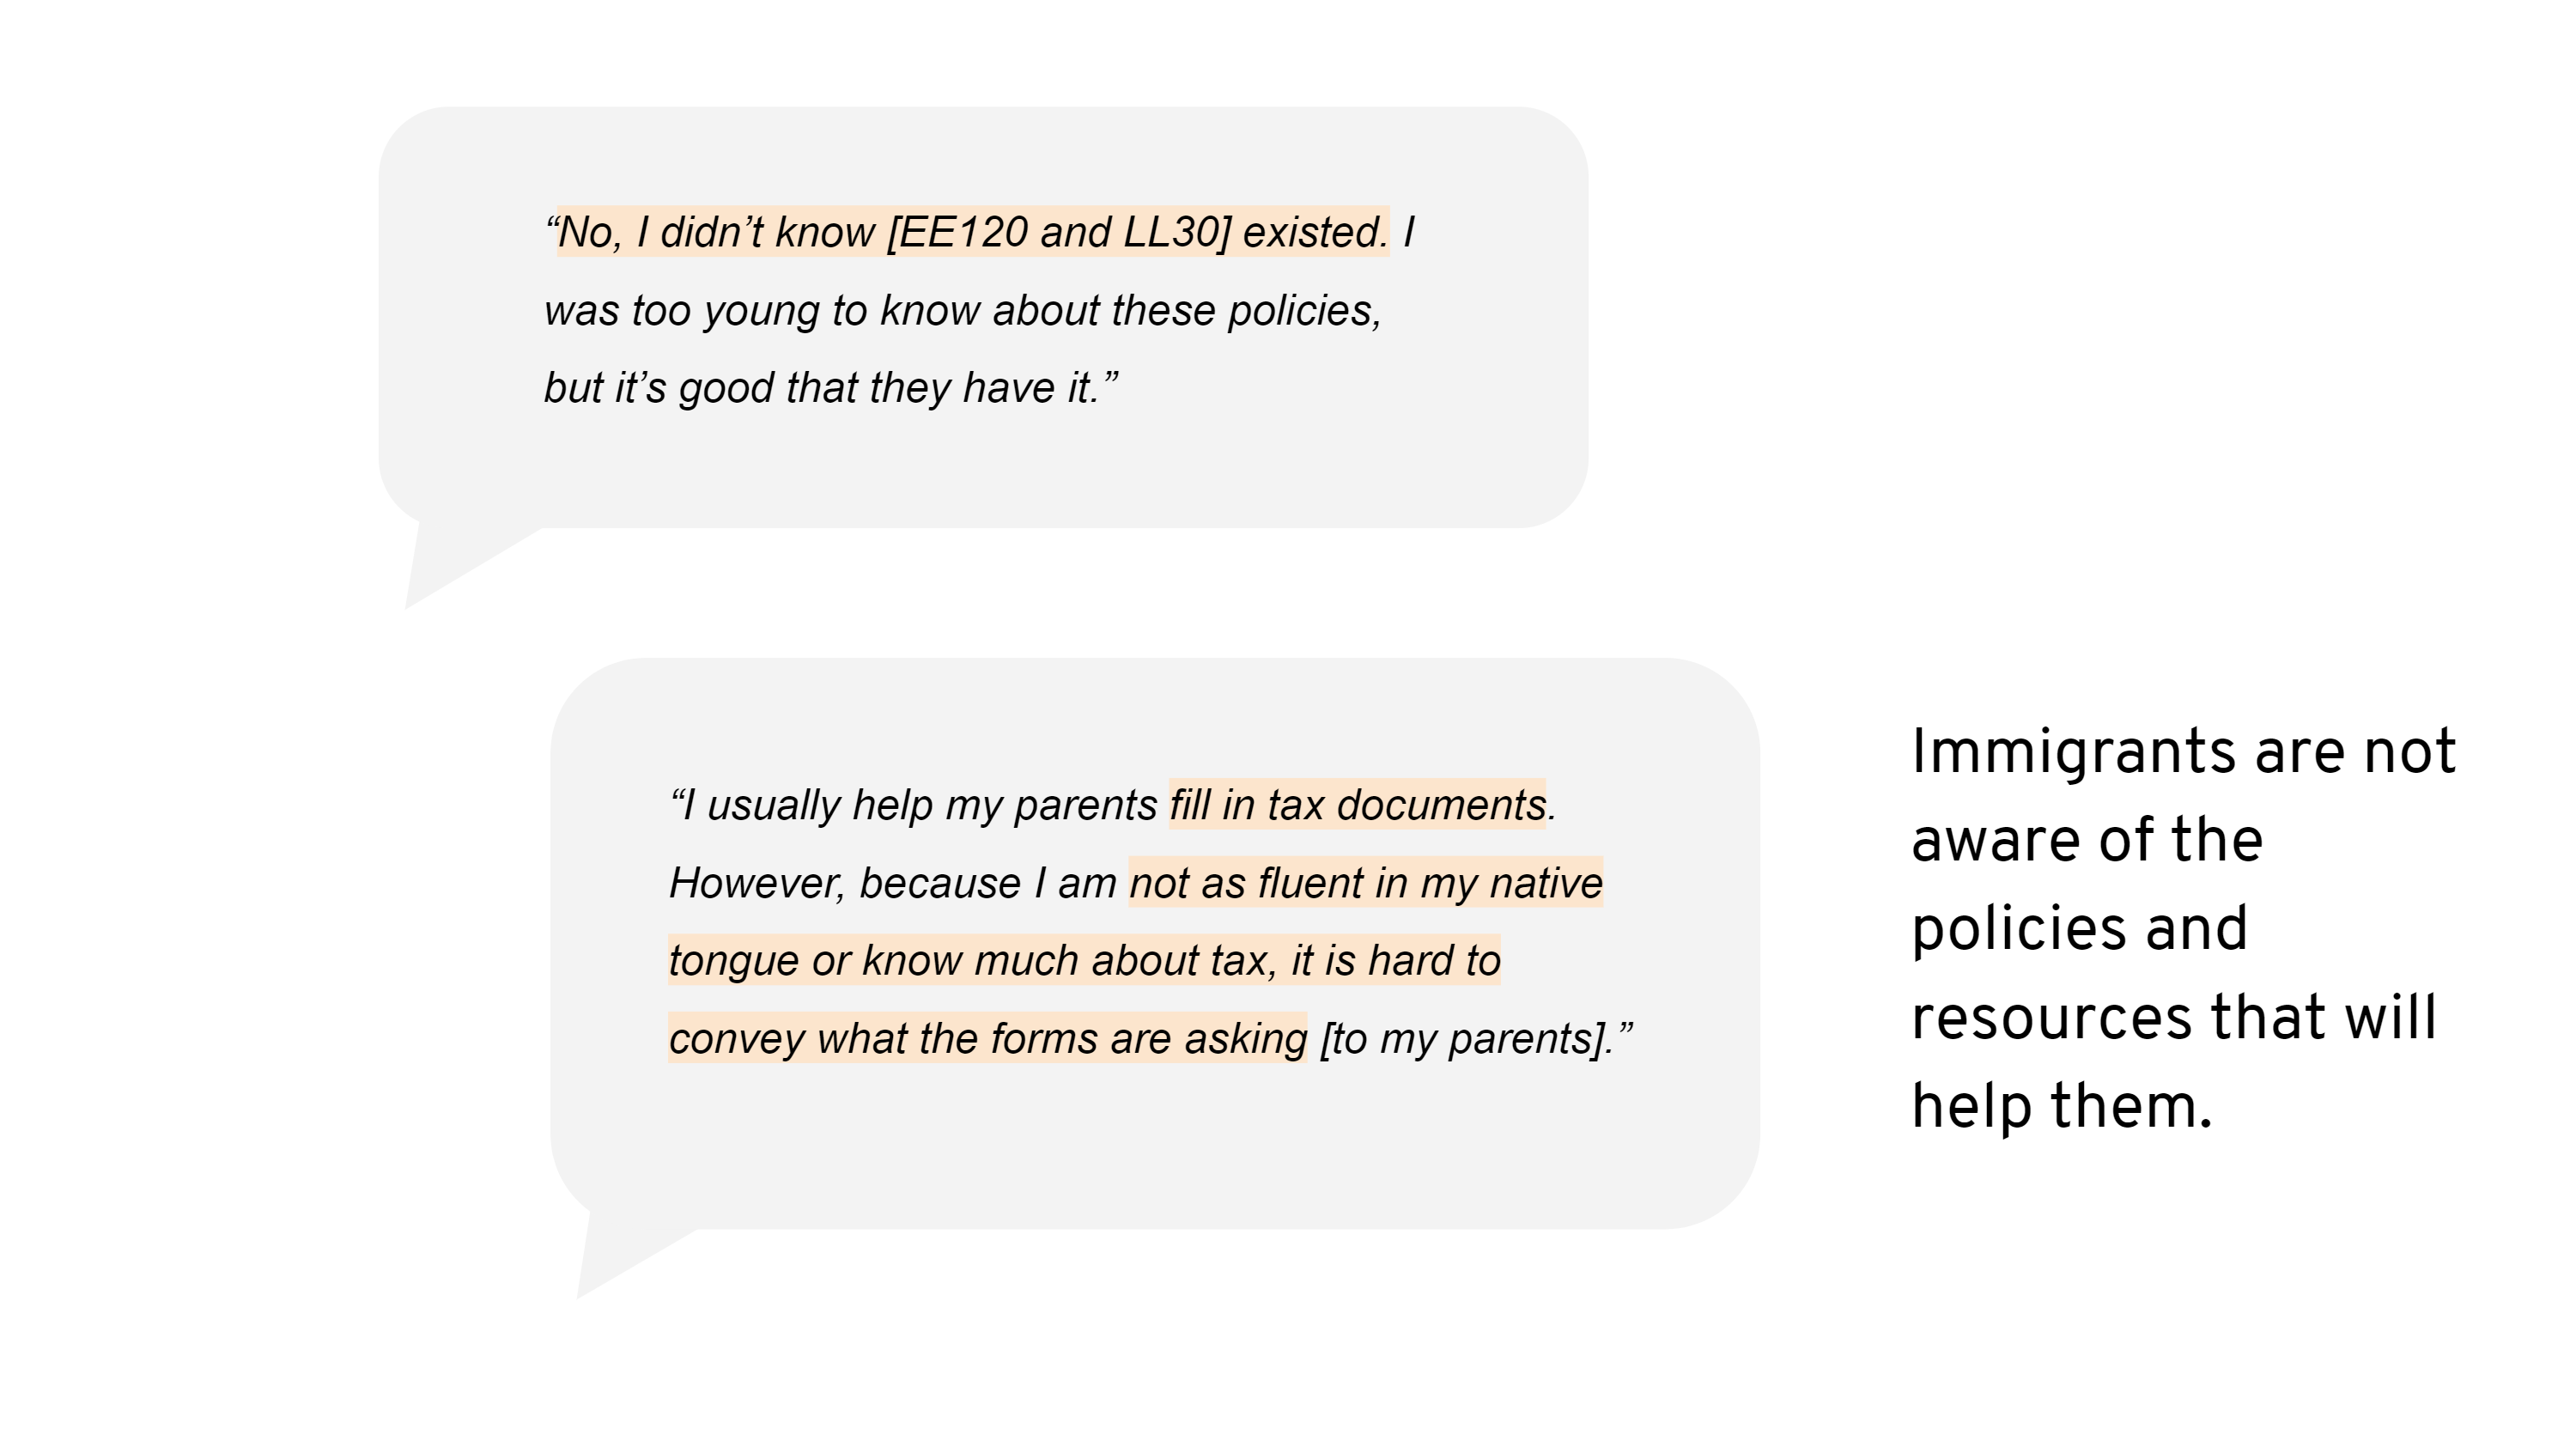 “No, I didn’t know [EE120 and LL30] existed. I
was too young to know about these policies,
but it’s good that they have it.”
“I usually help my parents fill in tax documents.
However, because I am not as fluent in my native
tongue or know much about tax, it is hard to
convey what the forms are asking [to my parents].”
Immigrants are not
aware of the
policies and
resources that will
help them.